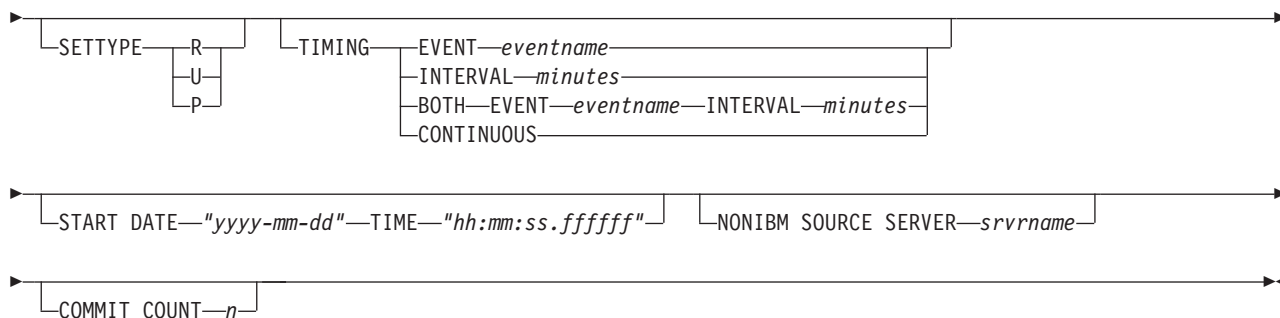 SETTYPE R TIMING EVENT eventname
U INTERVAL minutes
P BOTH EVENT eventname INTERVAL minutes
CONTINUOUS
START DATE "yyyy-mm-dd" TIME "hh:mm:ss.ffffff" NONIBM SOURCE SERVER srvrname
COMMIT COUNT n